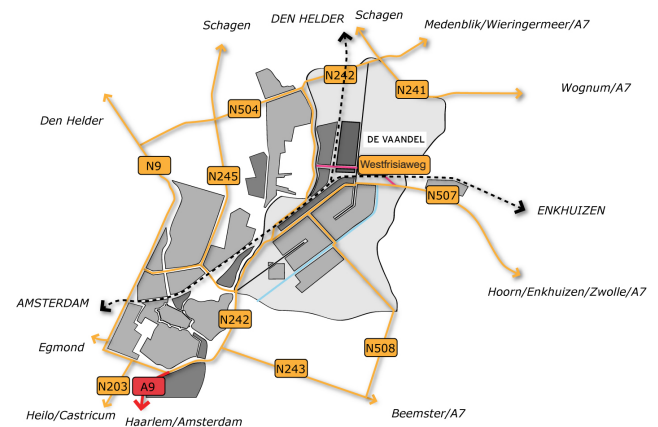 DEN HELDER
Schagen
Schagen
Medenblik/Wieringermeer/A7
N242
N241
Wognum/A7
N504
Den Helder
DE VAANDEL
N9
Westfrisiaweg
N245
N507
ENKHUIZEN
Hoorn/Enkhuizen/Zwolle/A7
AMSTERDAM
N242
Egmond
N508
N243
N203
A9
Heilo/Castricum
Haarlem/Amsterdam
Beemster/A7